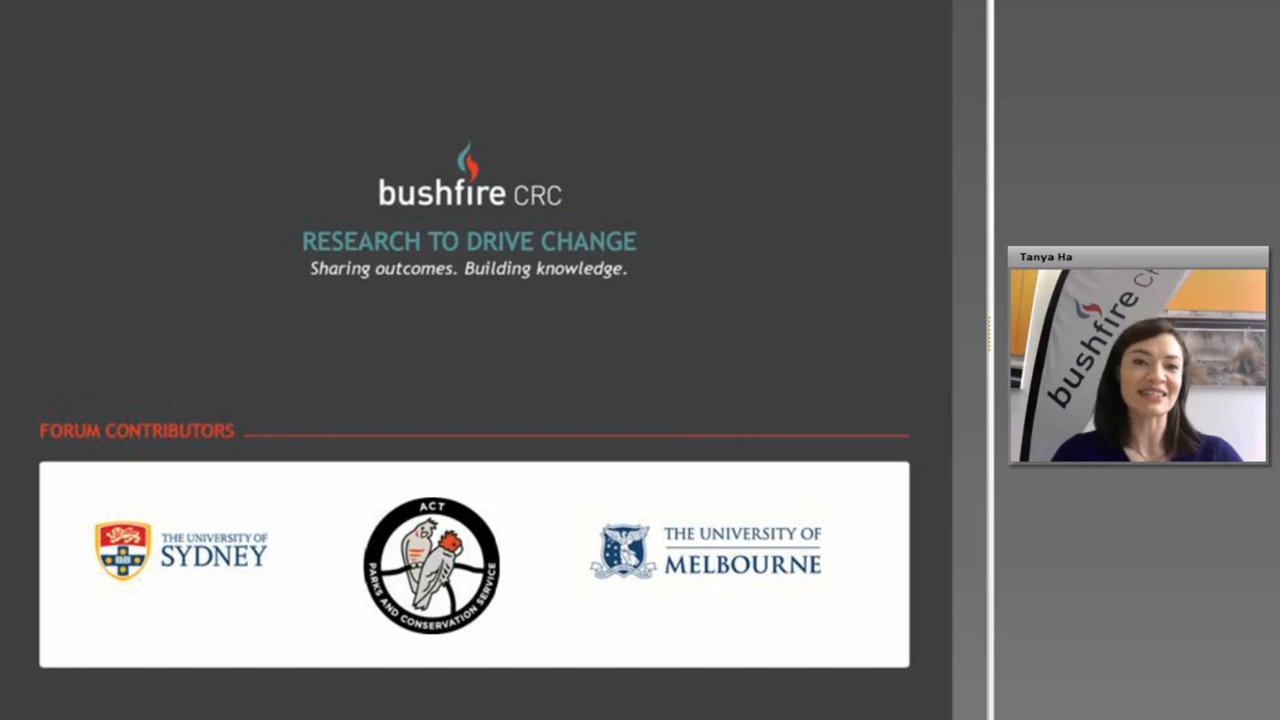 bushfire CRC
RESEARCH TO DRIVE CHANGE
Sharing outcomes. Building knowledge.
FORUM CONTRIBUTORS
THE UNIVERSITY OF
SYDNEY
ACT
PARKS AND CONSERVATION SERVICE
THE UNIVERSITY OF
MELBOURNE
Tanya Ha
bushfire